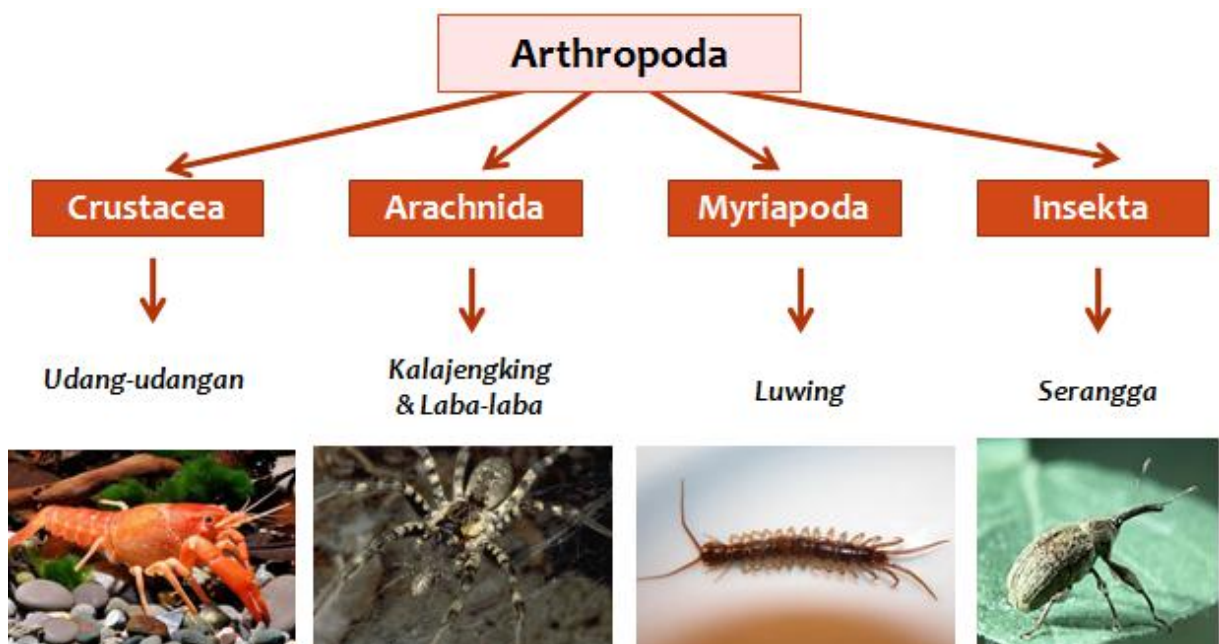 Arthropoda
Crustacea
Arachnida
Myriapoda
Insekta
Udang-udangan
Kalajengking
& Laba-laba
Luwing
Serangga